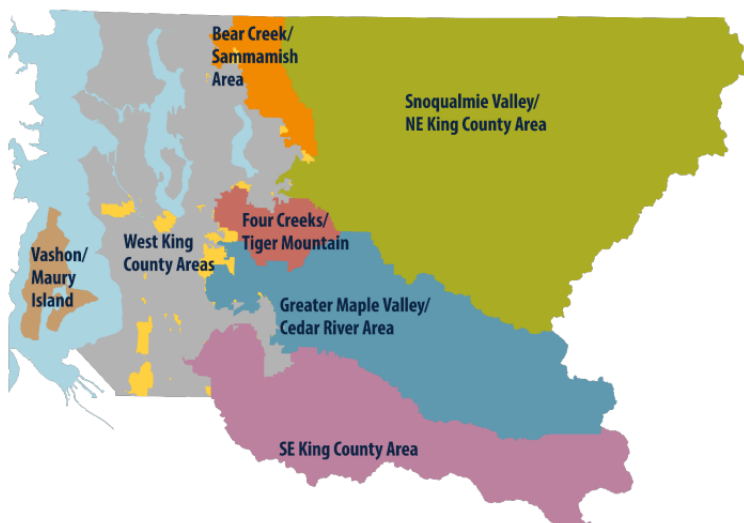 Bear Creek/
Sammamish
Area
Snoqualmie Valley/
NE King County Area
Four Creeks/
Tiger Mountain
West King
County Areas
Vashon/
Maury
Island
Greater Maple Valley/
Cedar River Area
SE King County Area